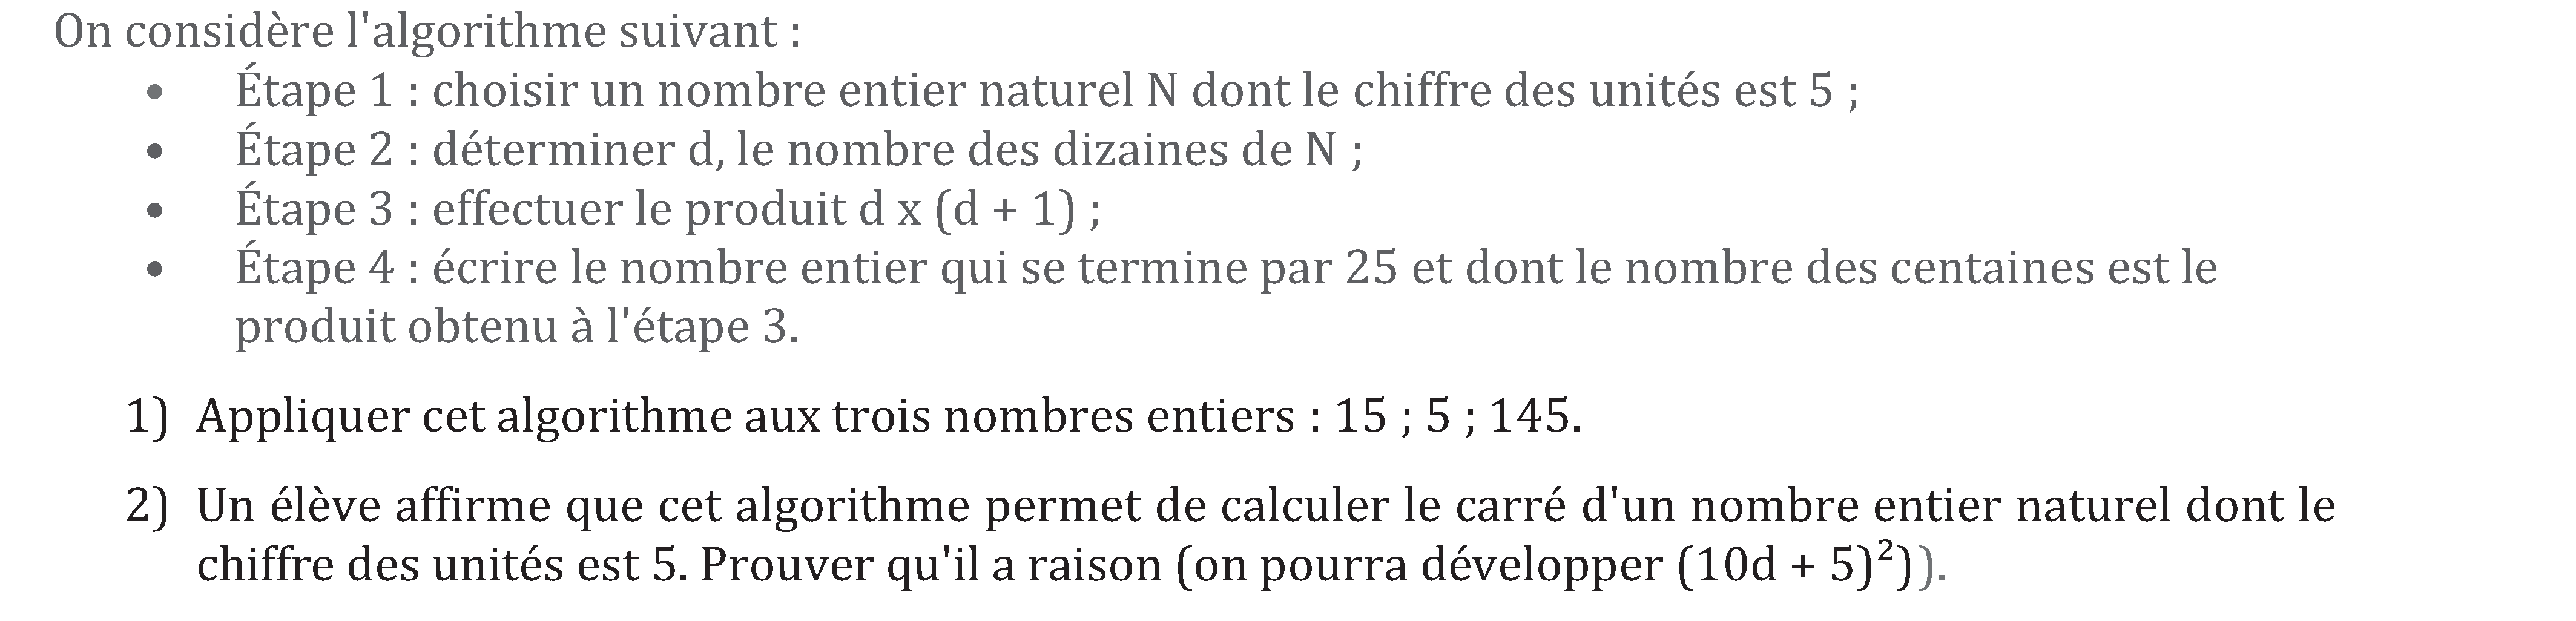 On considère l'algorithme suivant :
• Étape 1 : choisir un nombre entier naturel N dont le chiffre des unités est 5 ;
• Étape 2 : déterminer d, le nombre des dizaines de N ;
• Étape 3 : effectuer le produit d x (d + 1) ;
• Étape 4 : écrire le nombre entier qui se termine par 25 et dont le nombre des centaines est le
produit obtenu à l'étape 3.
1) Appliquer cet algorithme aux trois nombres entiers : 15 ; 5 ; 145.
2) Un élève affirme que cet algorithme permet de calculer le carré d'un nombre entier naturel dont le
chiffre des unités est 5. Prouver qu'il a raison (on pourra développer (10d + 5)²)).